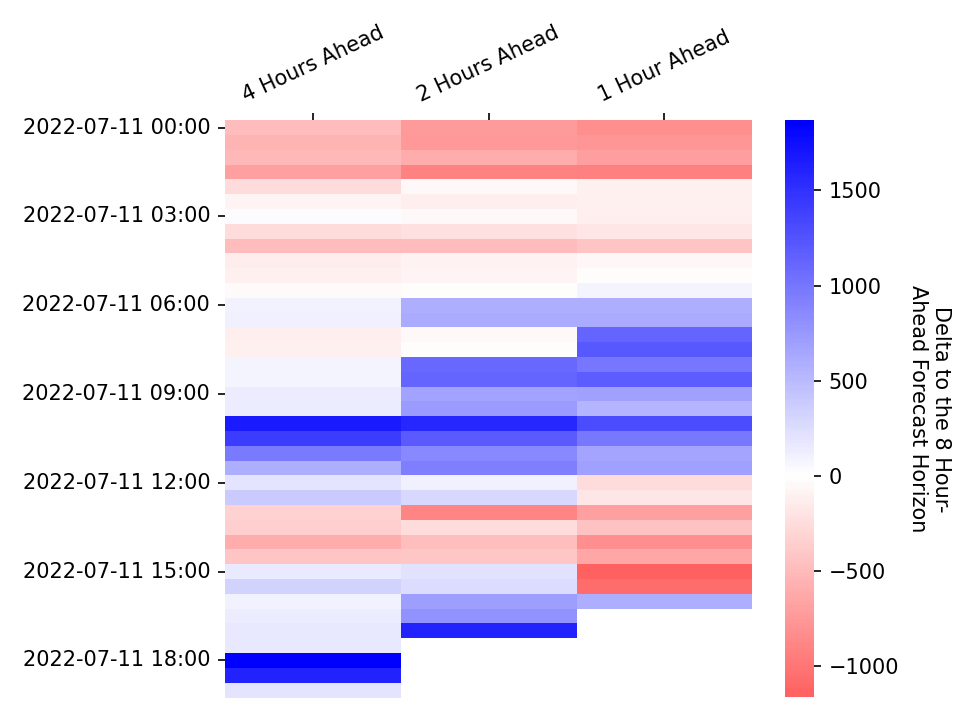 4 Hours Ahead
2 Hours Ahead
1 Hour Ahead
2022-07-11 00:00
2022-07-11 03:00
2022-07-11 06:00
2022-07-11 09:00
2022-07-11 12:00
2022-07-11 15:00
2022-07-11 18:00
1500
1000
500
0
−500
−1000
Delta to the 8 Hour-
Ahead Forecast Horizon